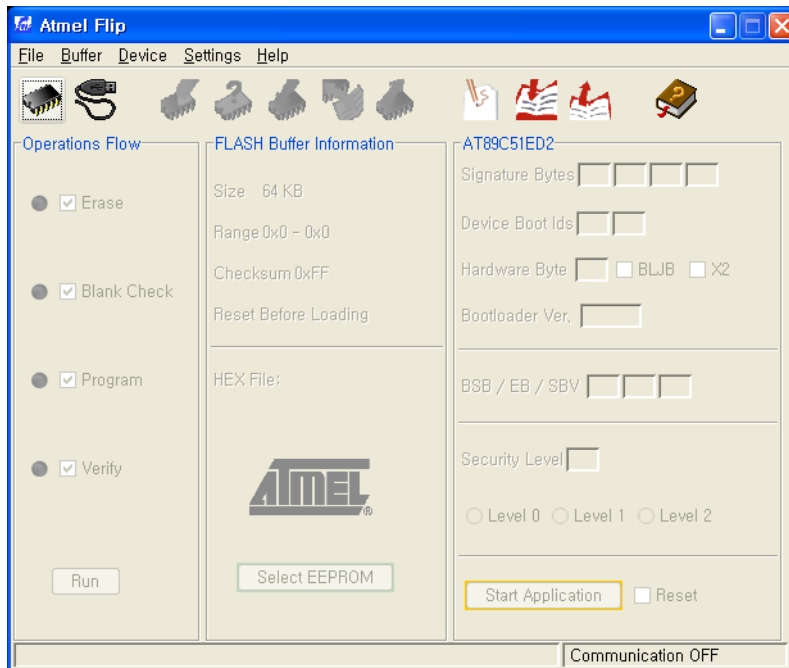 Atmel Flip
File Buffer Device Settings Help
Operations Flow
Erase
Blank Check
Program
Verify
Run
FLASH Buffer Information
Size 64 KB
Range 0x0 - 0x0
Checksum 0xFF
Reset Before Loading
HEX File:
ATMEL
®
Select EEPROM
AT89C51ED2
Signature Bytes
Device Boot Ids
Hardware Byte BLJB X2
Bootloader Ver.
BSB / EB / SBV
Security Level
Level 0 Level 1 Level 2
Start Application Reset
Communication OFF